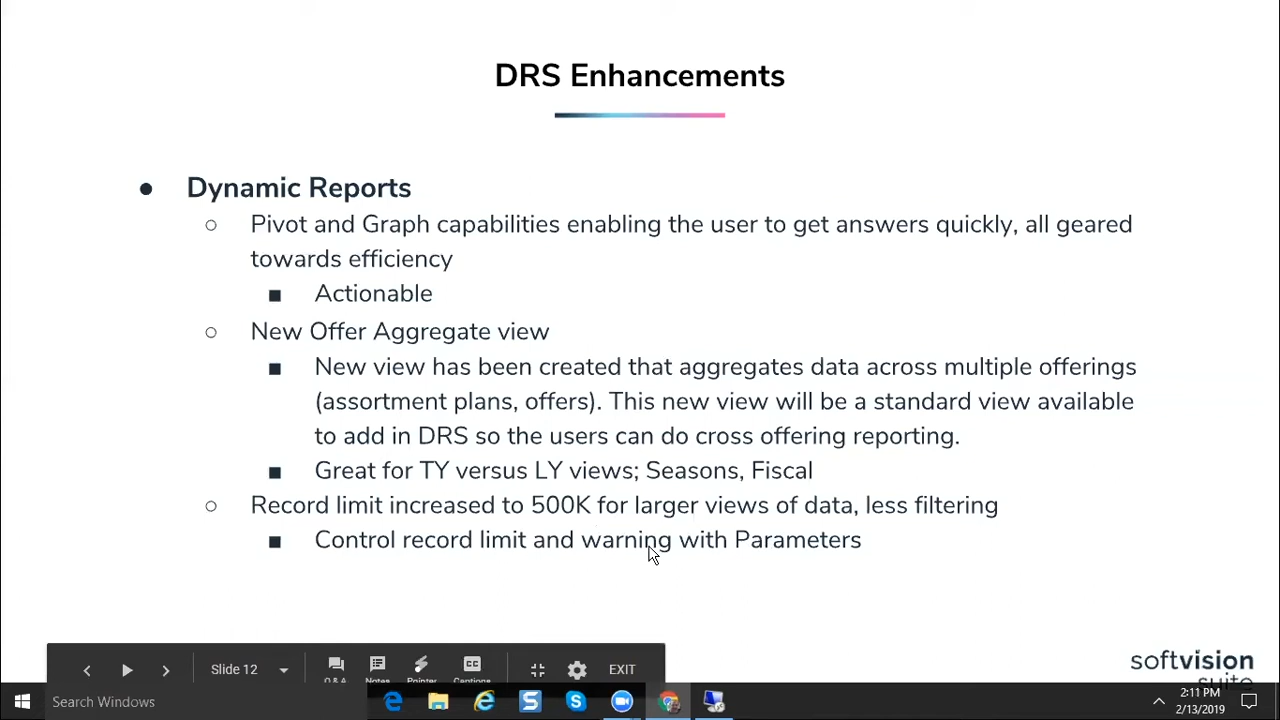 DRS Enhancements
● Dynamic Reports
○ Pivot and Graph capabilities enabling the user to get answers quickly, all geared
towards efficiency
■ Actionable
○ New Offer Aggregate view
■ New view has been created that aggregates data across multiple offerings
(assortment plans, offers). This new view will be a standard view available
to add in DRS so the users can do cross offering reporting.
■ Great for TY versus LY views; Seasons, Fiscal
○ Record limit increased to 500K for larger views of data, less filtering
■ Control record limit and warning with Parameters
softvision
suite
Slide 12
Q & A Notes Pointer Captions
CC
EXIT
Search Windows
2:11 PM
2/13/2019